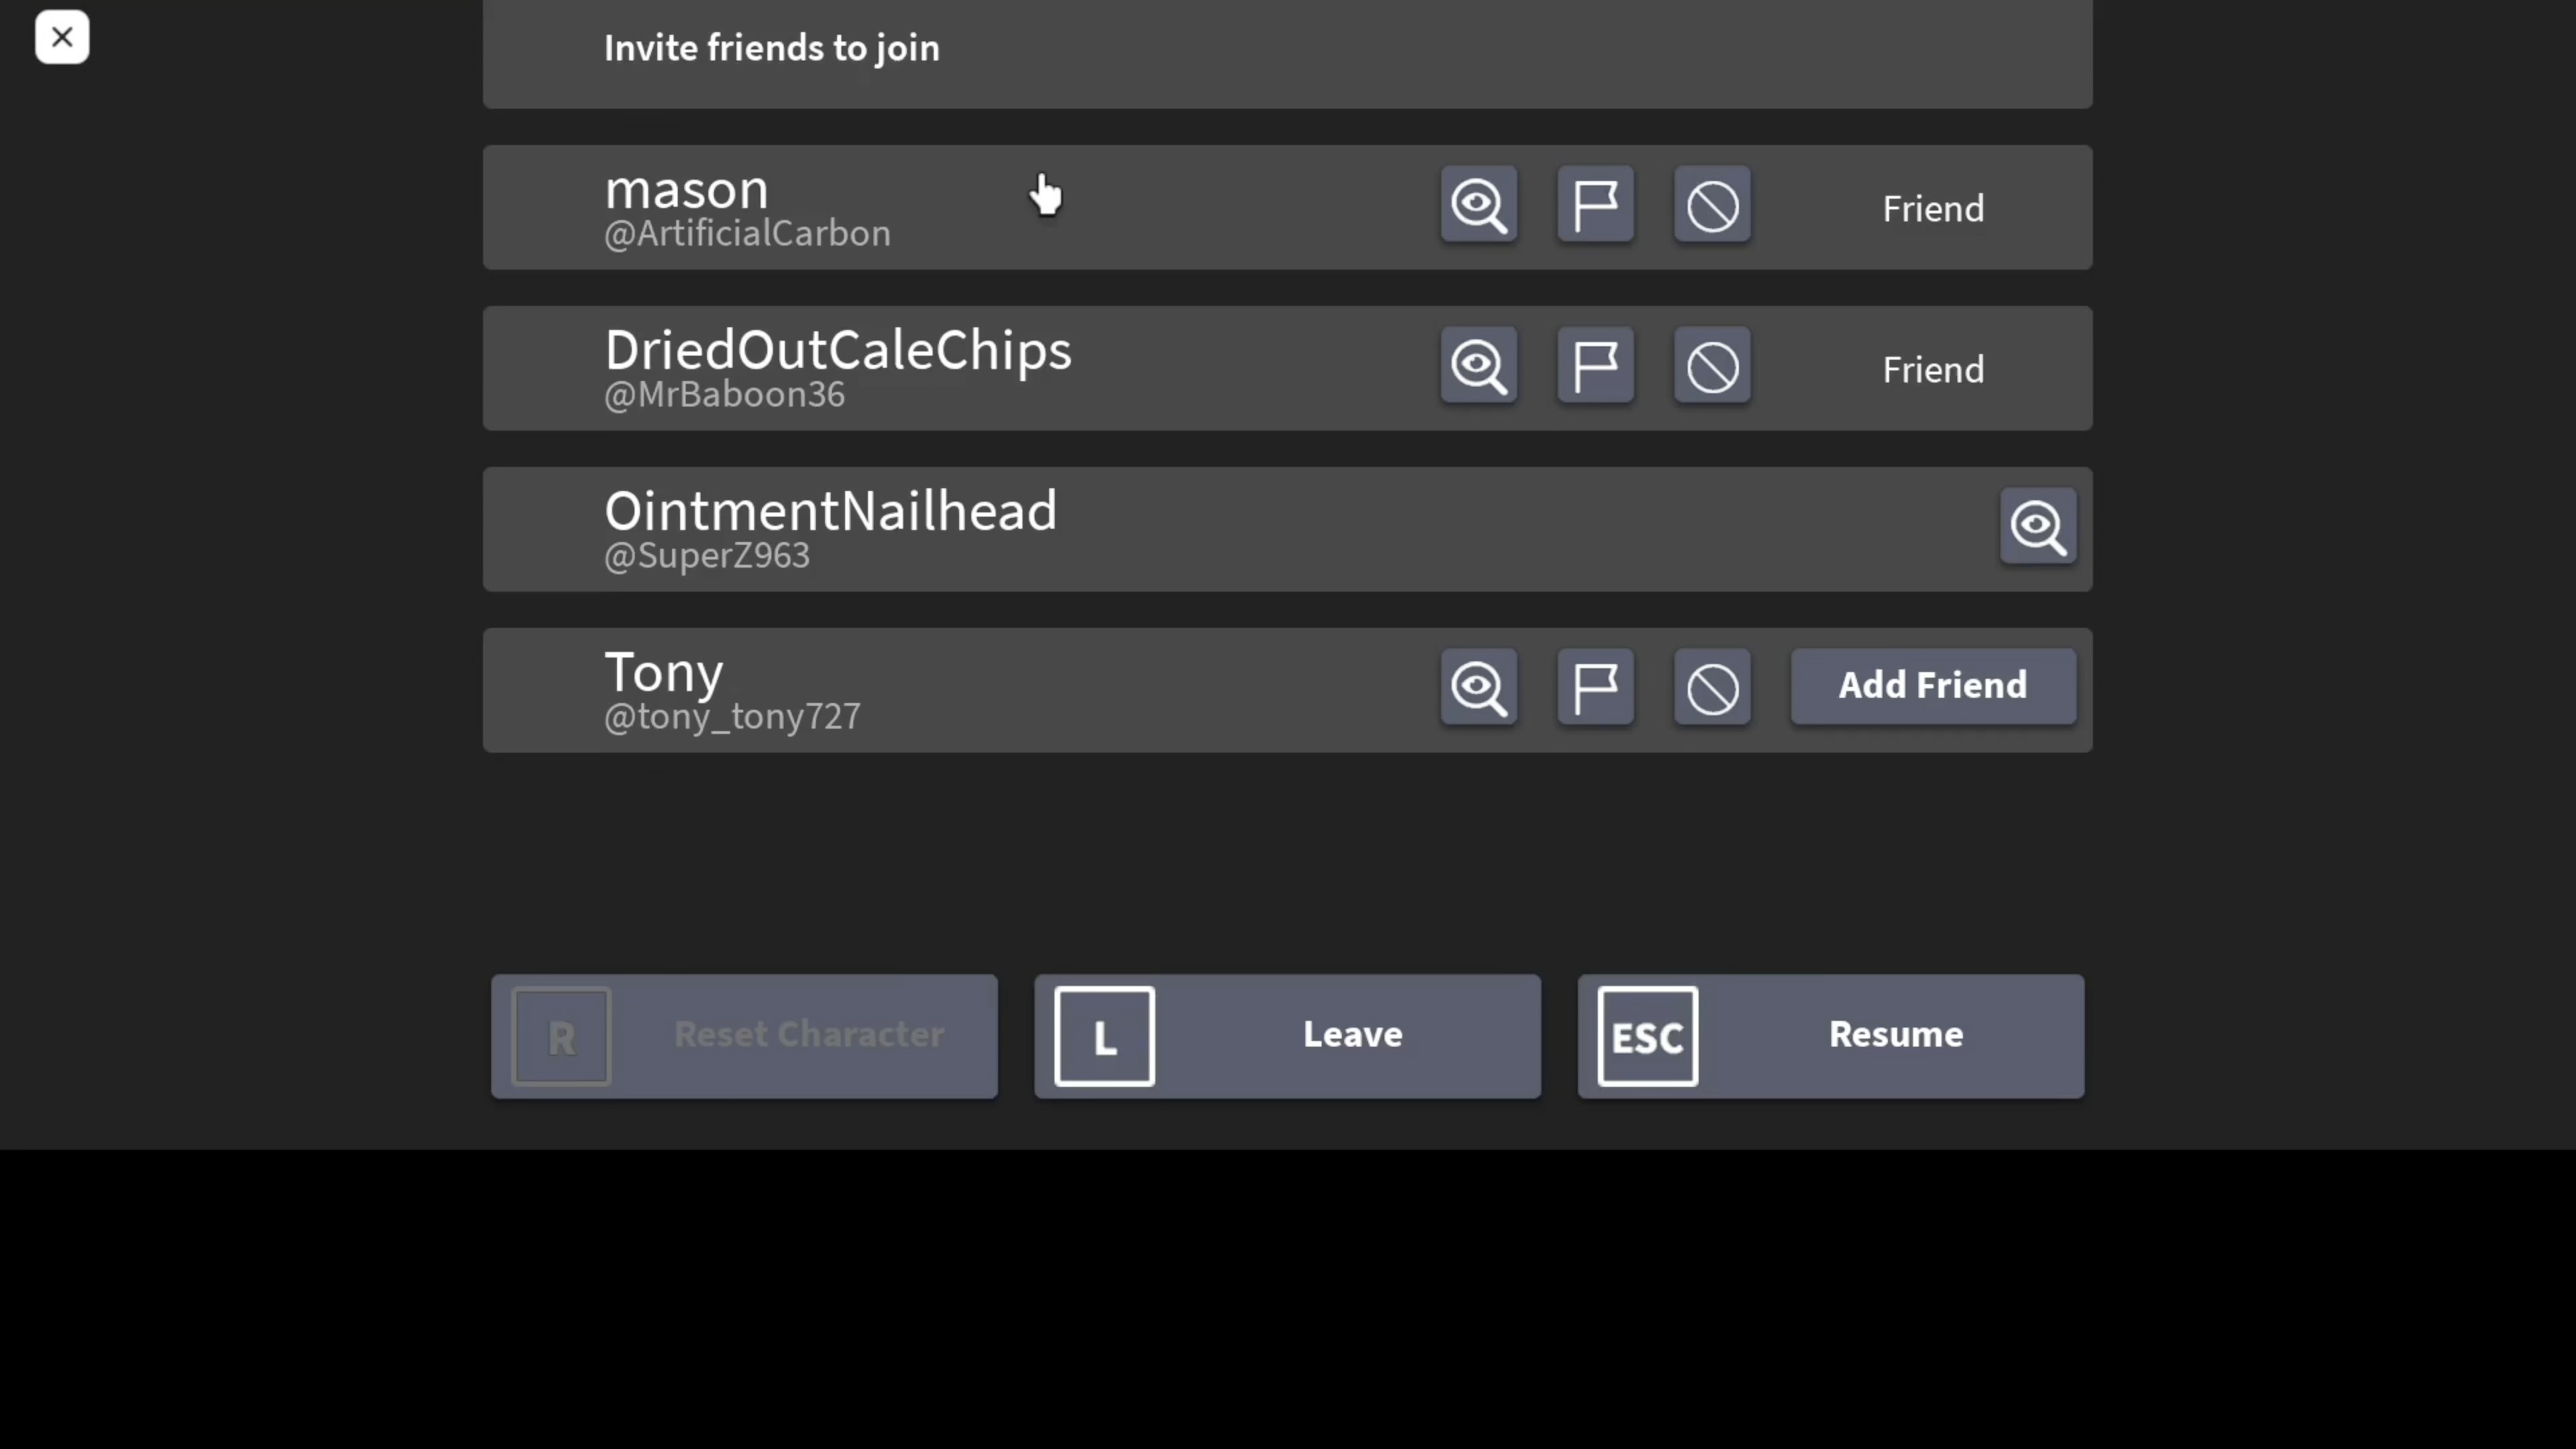 Invite friends to join
mason
@ArtificialCarbon
Friend
DriedOutCaleChips
@MrBaboon36
Friend
OintmentNailhead
@SuperZ963
Tony
@tony_tony727
Add Friend
R Reset Character
L Leave
ESC Resume